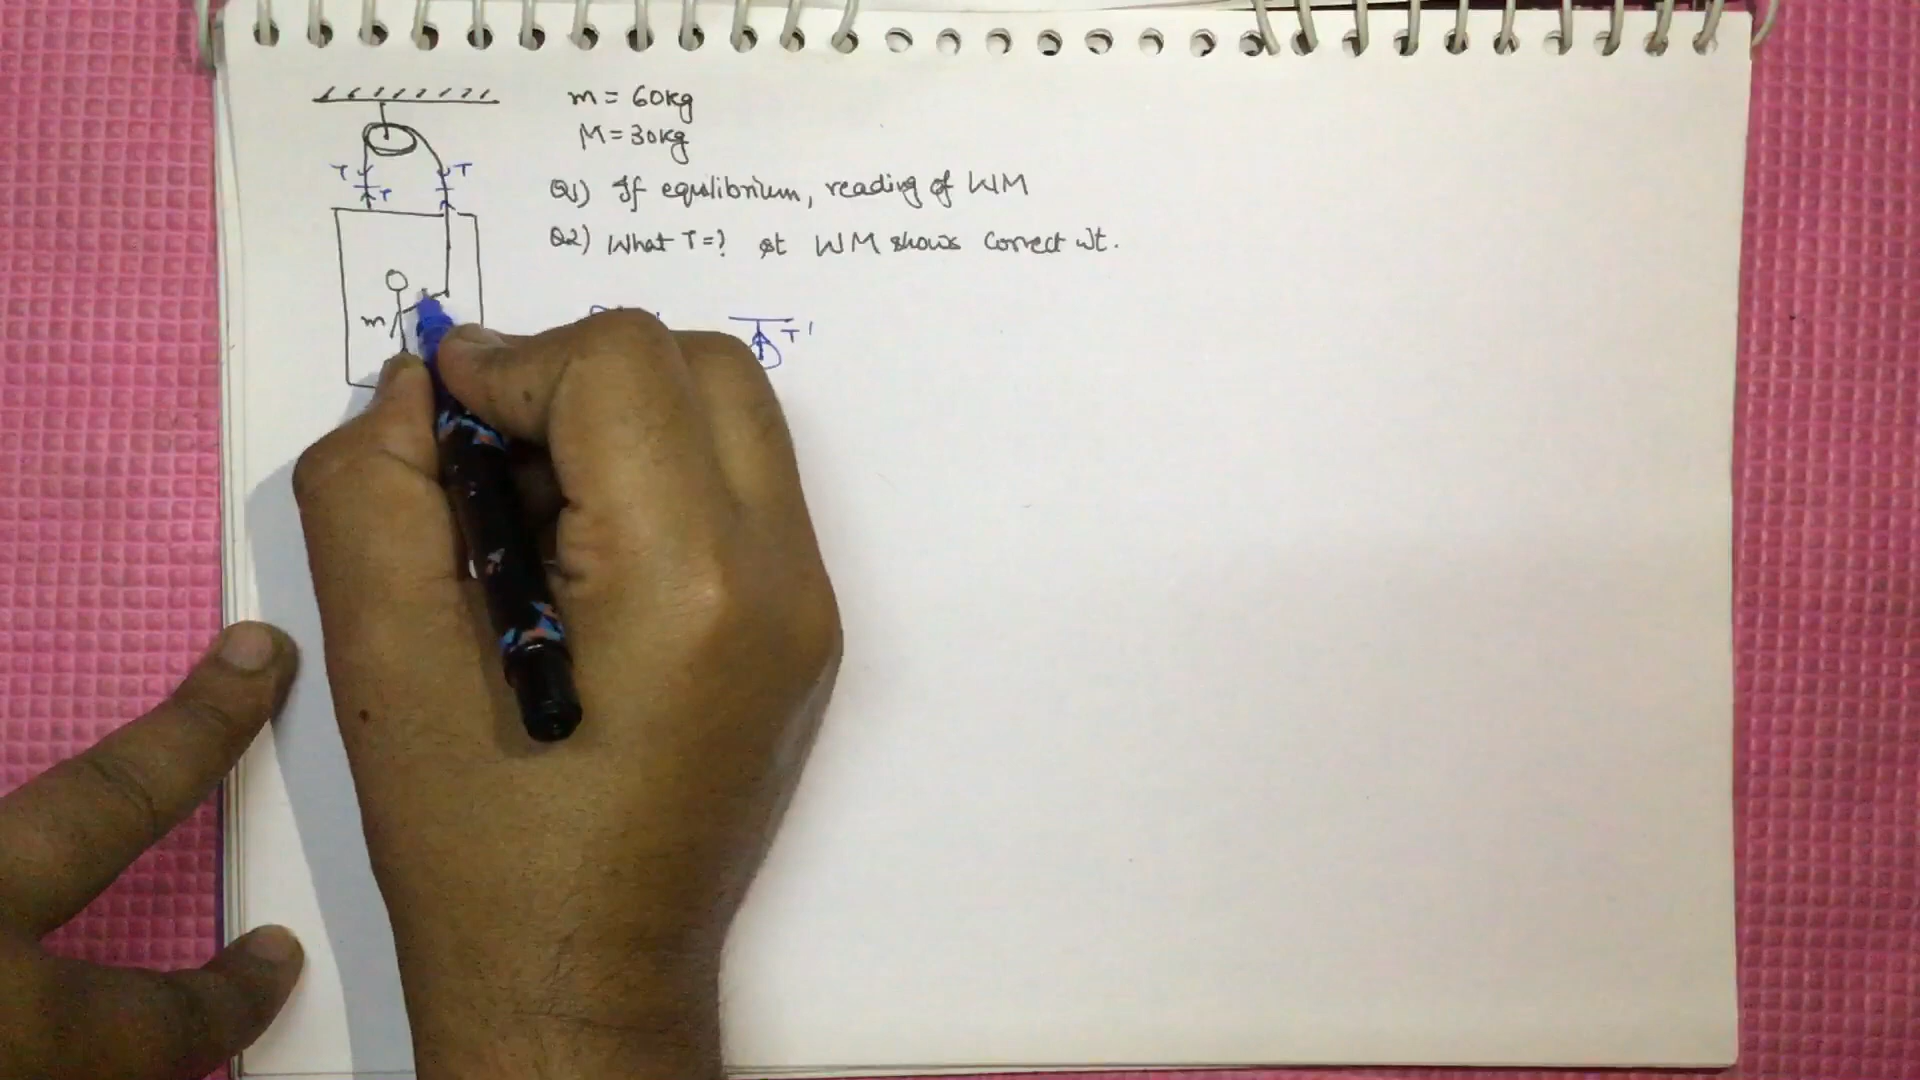 m = 60kg
M = 30kg
Q1) If equilibrium, reading of WM
Q2) What T=? st WM shows correct Wt.
T T
T
m
T'